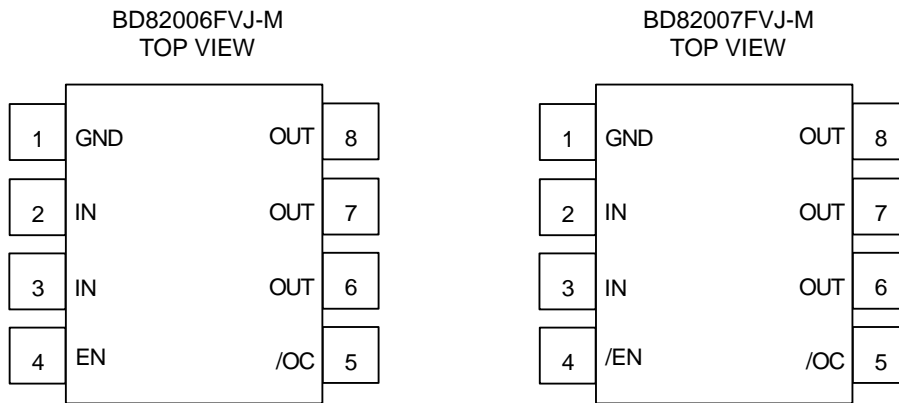 BD82006FVJ-M
TOP VIEW
1 GND OUT 8
2 IN OUT 7
3 IN OUT 6
4 EN /OC 5
BD82007FVJ-M
TOP VIEW
1 GND OUT 8
2 IN OUT 7
3 IN OUT 6
4 /EN /OC 5